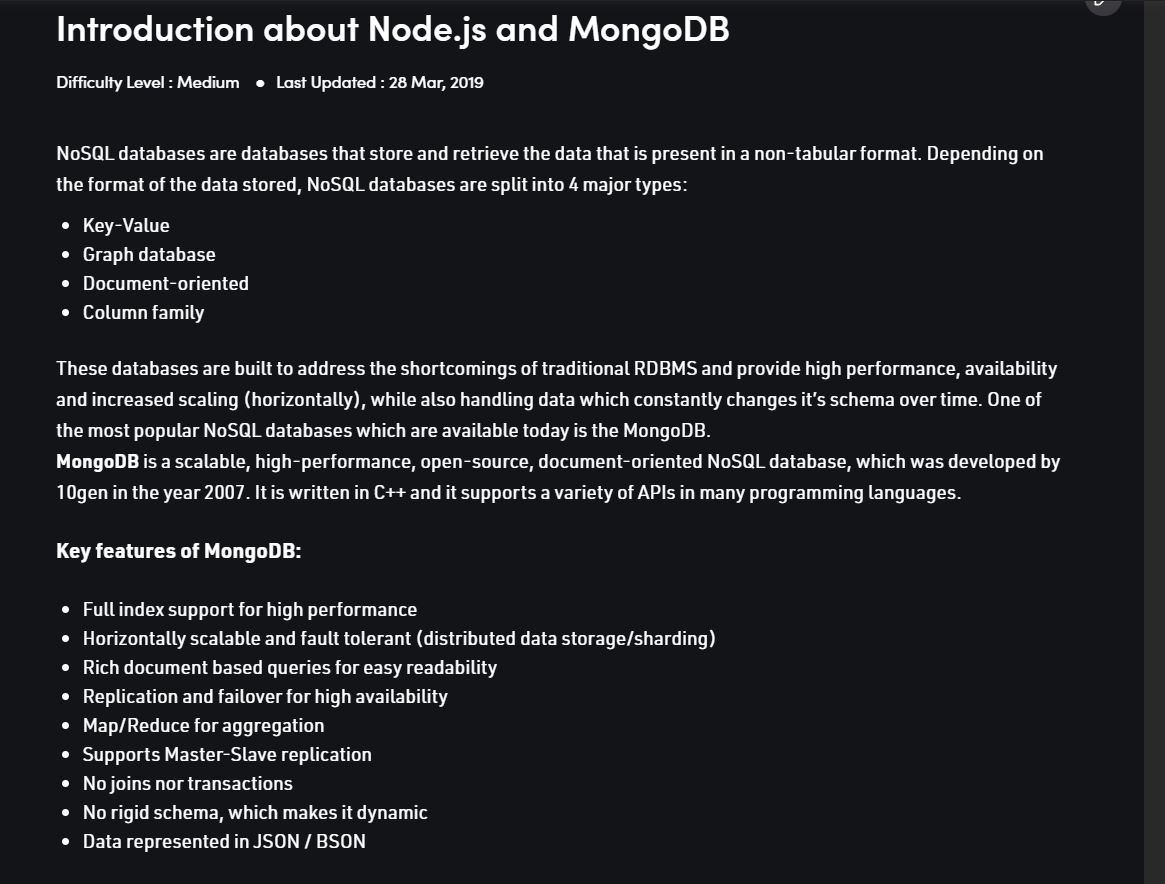 Introduction about Node.js and MongoDB
Difficulty Level : Medium ● Last Updated : 28 Mar, 2019
NoSQL databases are databases that store and retrieve the data that is present in a non-tabular format. Depending on
the format of the data stored, NoSQL databases are split into 4 major types:
• Key-Value
• Graph database
• Document-oriented
• Column family
These databases are built to address the shortcomings of traditional RDBMS and provide high performance, availability
and increased scaling (horizontally), while also handling data which constantly changes it's schema over time. One of
the most popular NoSQL databases which are available today is the MongoDB.
MongoDB is a scalable, high-performance, open-source, document-oriented NoSQL database, which was developed by
10gen in the year 2007. It is written in C++ and it supports a variety of APIs in many programming languages.
Key features of MongoDB:
• Full index support for high performance
• Horizontally scalable and fault tolerant (distributed data storage/sharding)
• Rich document based queries for easy readability
• Replication and failover for high availability
• Map/Reduce for aggregation
• Supports Master-Slave replication
• No joins nor transactions
• No rigid schema, which makes it dynamic
• Data represented in JSON / BSON